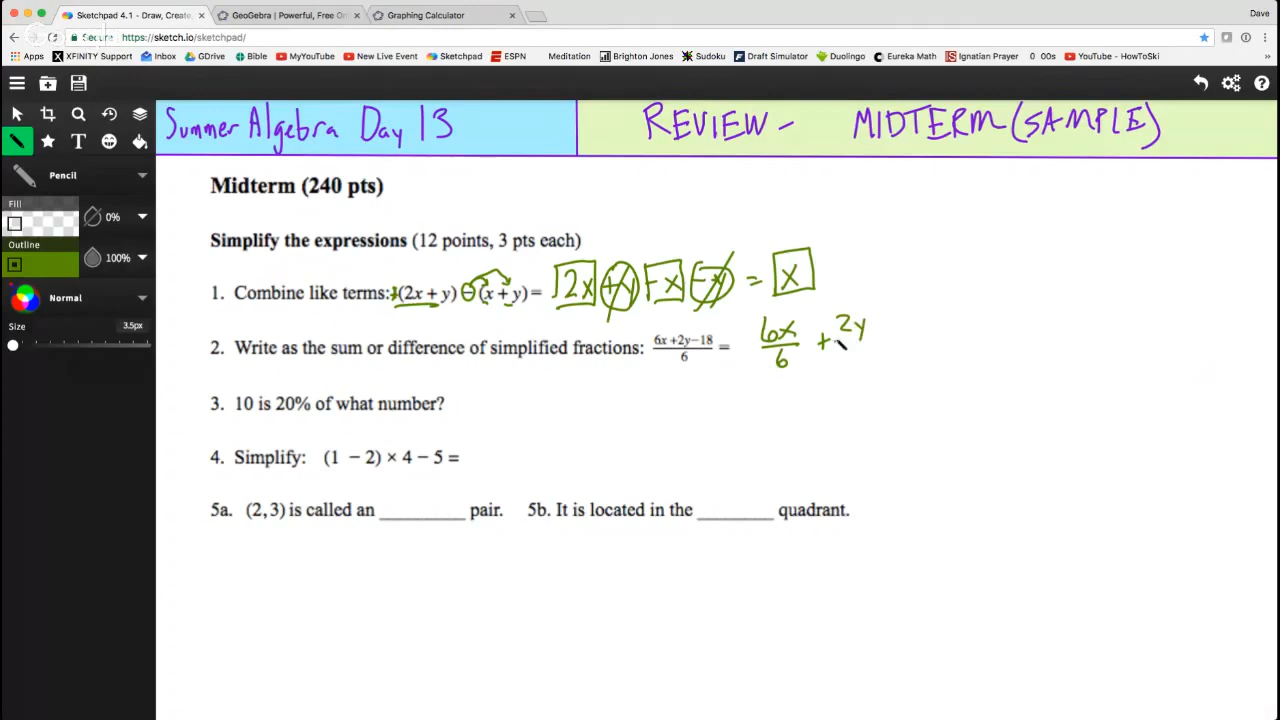 Sketchpad 4.1 - Draw, Create, GeoGebra | Powerful, Free On Graphing Calculator Dave
Secure https://sketch.io/sketchpad/
Apps XFINITY Support Inbox GDrive Bible MyYouTube New Live Event Sketchpad ESPN Meditation Brighton Jones Sudoku Draft Simulator Duolingo Eureka Math Ignatian Prayer 0 00s YouTube - HowToSki
Summer Algebra Day 13 REVIEW - MIDTERM (SAMPLE)
Pencil
Fill
0%
Outline
100%
Normal
Size 3.5px
Midterm (240 pts)
Simplify the expressions (12 points, 3 pts each)
1. Combine like terms: 1(2x + y) − (x + y) = 2x +y -x -y = x
2. Write as the sum or difference of simplified fractions: 6x +2y−18 / 6 = 6x/6 + 2y
3. 10 is 20% of what number?
4. Simplify: (1 − 2) × 4 − 5 =
5a. (2, 3) is called an ________ pair. 5b. It is located in the _______ quadrant.